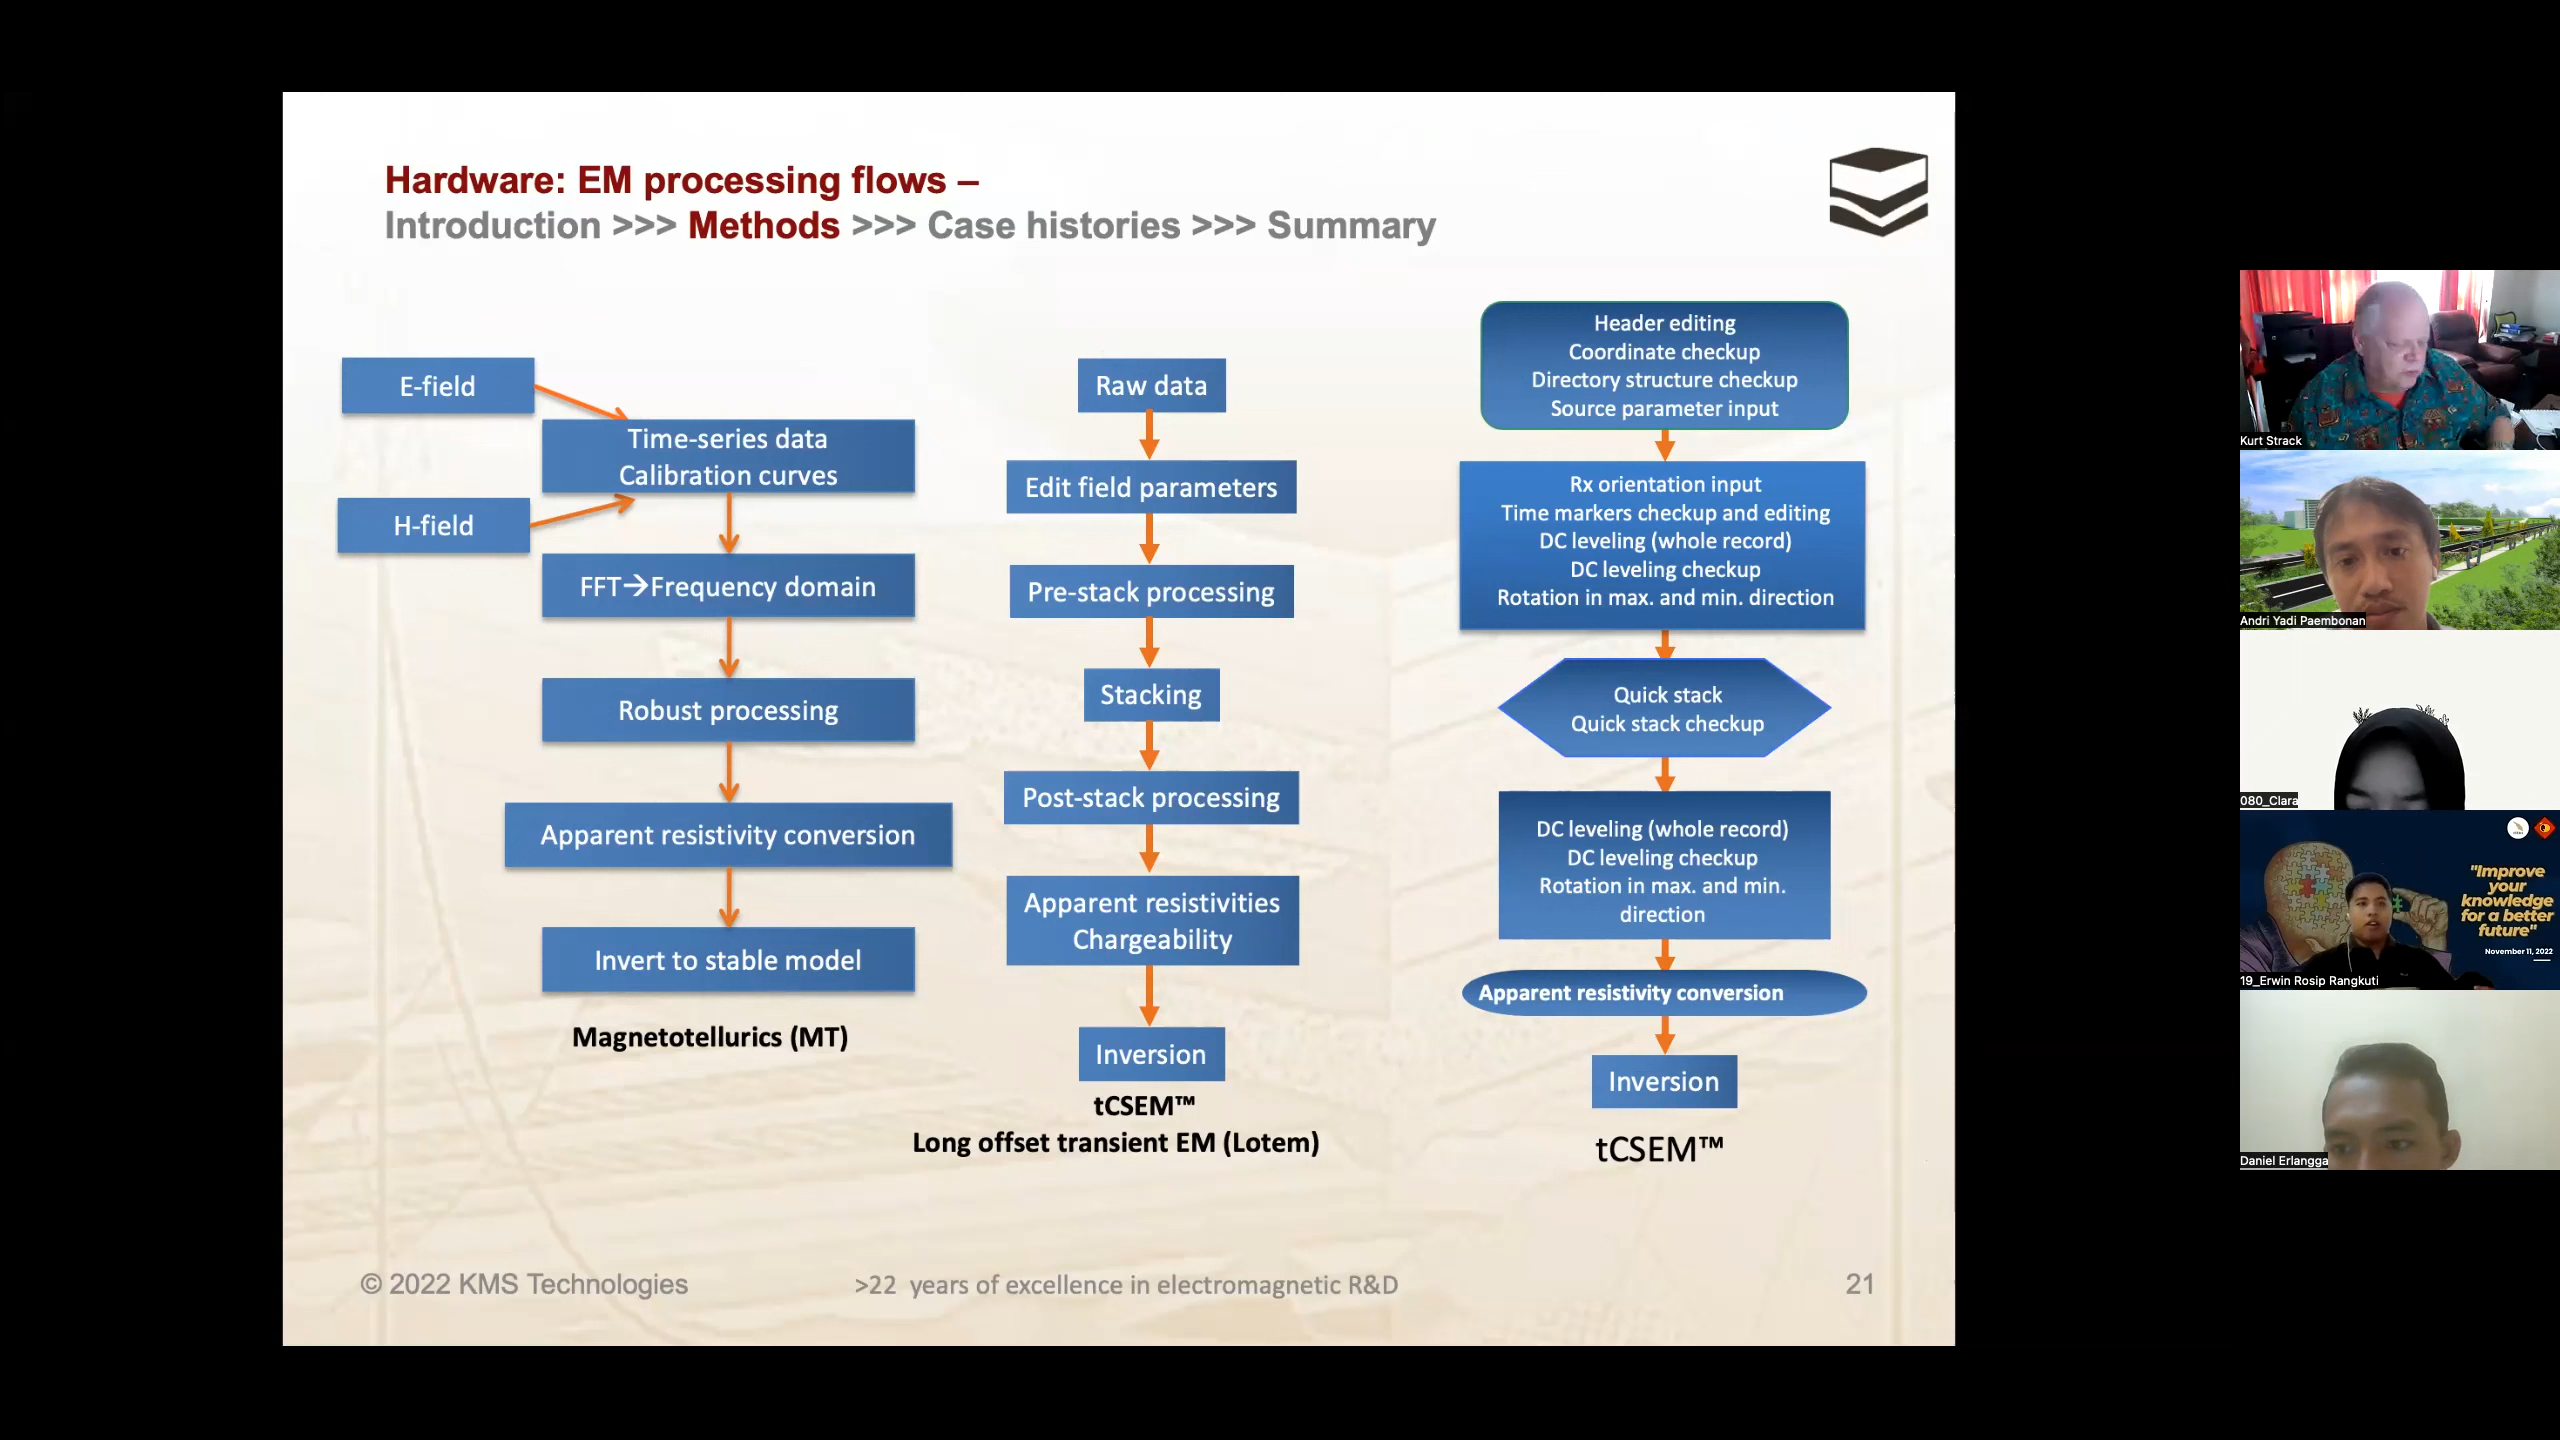 Hardware: EM processing flows –
Introduction >>> Methods >>> Case histories >>> Summary
E-field
H-field
Time-series data
Calibration curves
FFT→Frequency domain
Robust processing
Apparent resistivity conversion
Invert to stable model
Magnetotellurics (MT)
Raw data
Edit field parameters
Pre-stack processing
Stacking
Post-stack processing
Apparent resistivities
Chargeability
Inversion
tCSEM™
Long offset transient EM (Lotem)
Header editing
Coordinate checkup
Directory structure checkup
Source parameter input
Rx orientation input
Time markers checkup and editing
DC leveling (whole record)
DC leveling checkup
Rotation in max. and min. direction
Quick stack
Quick stack checkup
DC leveling (whole record)
DC leveling checkup
Rotation in max. and min.
direction
Apparent resistivity conversion
Inversion
tCSEM™
© 2022 KMS Technologies
>22 years of excellence in electromagnetic R&D
21
Kurt Strack
Andri Yadi Paembonan
080_Clara
"Improve
your
knowledge
for a better
future"
November 11, 2022
19_Erwin Rosip Rangkuti
Daniel Erlangga